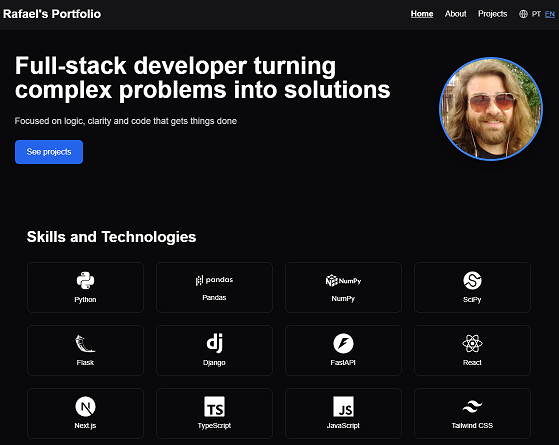 Rafael's Portfolio
Home About Projects PT EN
Full-stack developer turning
complex problems into solutions
Focused on logic, clarity and code that gets things done
See projects
Skills and Technologies
pandas NumPy
Python Pandas NumPy SciPy
dj
Flask Django FastAPI React
N TS JS
Next.js TypeScript JavaScript Tailwind CSS